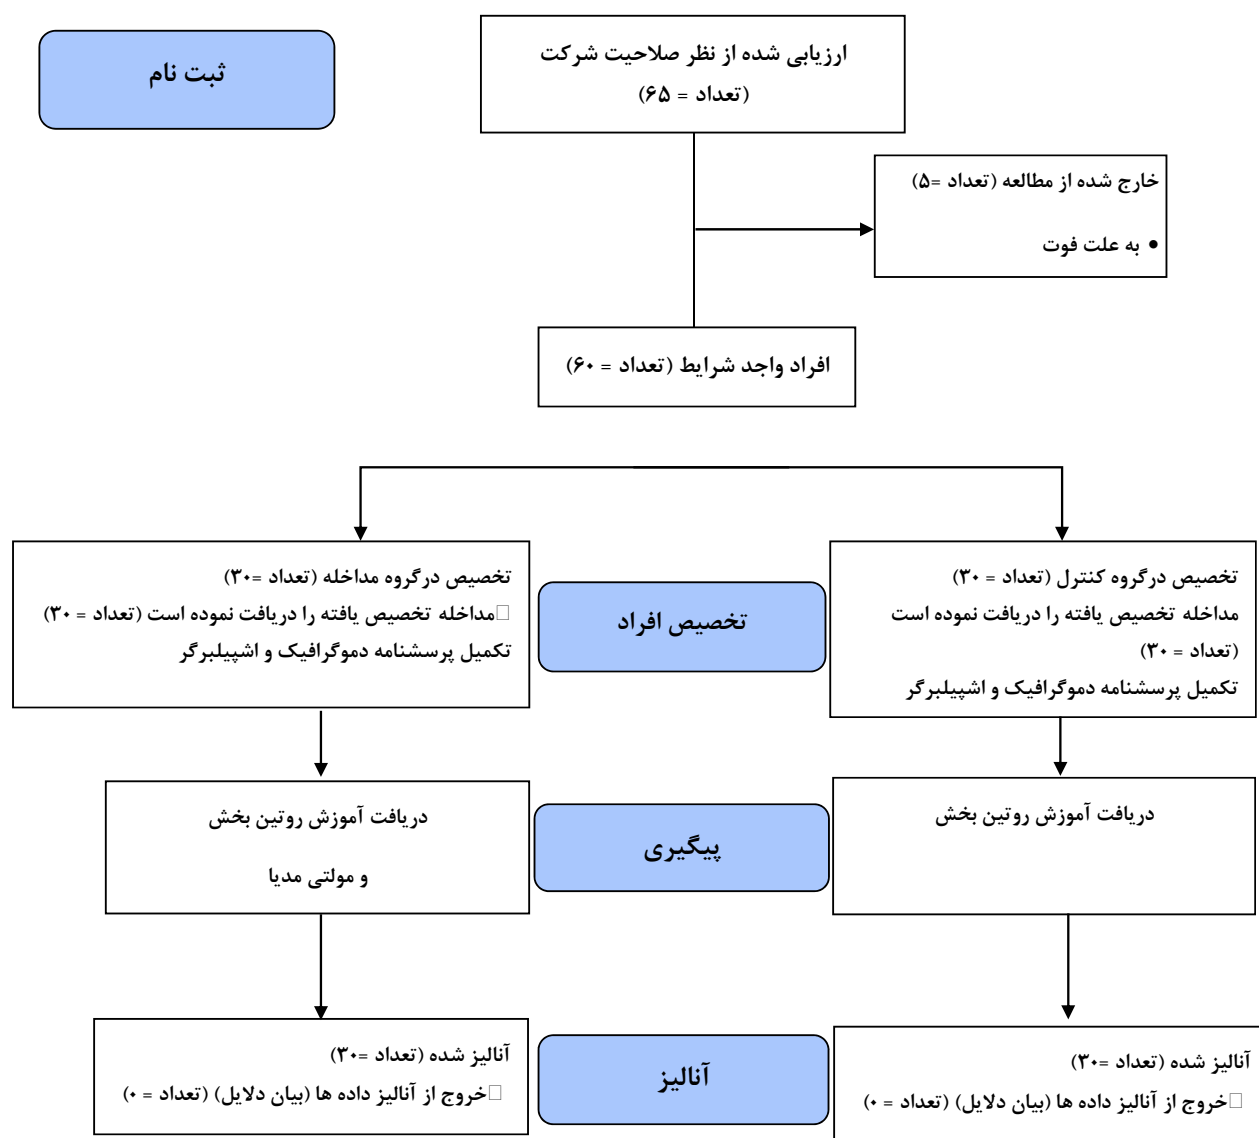 ثبت نام
ارزیابی شده از نظر صلاحیت شرکت
(تعداد = ۶۵)
خارج شده از مطالعه (تعداد =۵)
• به علت فوت
افراد واجد شرایط (تعداد = ۶۰)
تخصیص درگروه کنترل (تعداد = ۳۰)
مداخله تخصیص یافته را دریافت نموده است
(تعداد = ۳۰)
تکمیل پرسشنامه دموگرافیک و اشپیلبرگر
تخصیص افراد
تخصیص درگروه مداخله (تعداد =۳۰)
□مداخله تخصیص یافته را دریافت نموده است (تعداد = ۳۰)
تکمیل پرسشنامه دموگرافیک و اشپیلبرگر
دریافت آموزش روتین بخش
پیگیری
دریافت آموزش روتین بخش
و مولتی مدیا
آنالیز شده (تعداد =۳۰)
□خروج از آنالیز داده ها (بیان دلایل) (تعداد = ۰)
آنالیز
آنالیز شده (تعداد =۳۰)
□خروج از آنالیز داده ها (بیان دلایل) (تعداد = ۰)